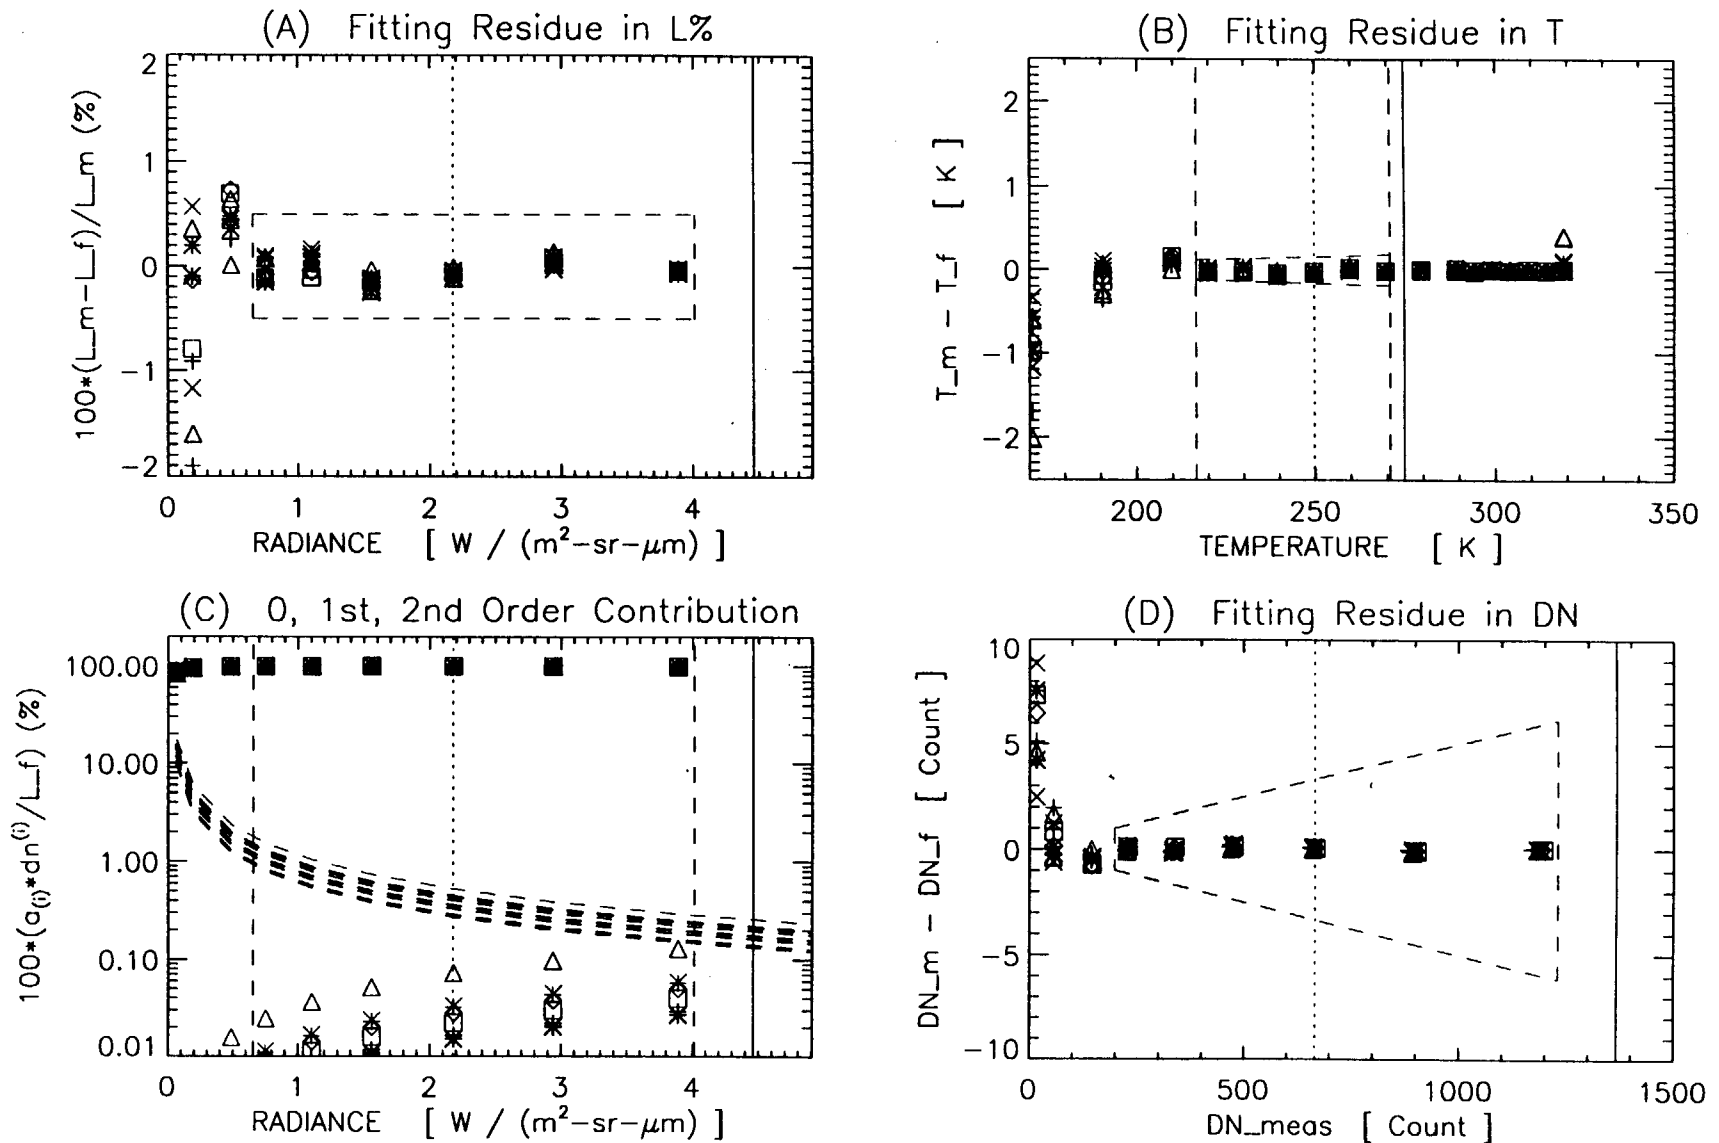 (A) Fitting Residue in L%
2
1
0
−1
−2
100*(L_m−L_f)/L_m (%)
0 1 2 3 4
RADIANCE [ W / (m²−sr−μm) ]
(B) Fitting Residue in T
2
1
0
−1
−2
T_m − T_f [ K ]
200 250 300 350
TEMPERATURE [ K ]
(C) 0, 1st, 2nd Order Contribution
100.00
10.00
1.00
0.10
0.01
100*(a(i)*dn(i)/L_f) (%)
0 1 2 3 4
RADIANCE [ W / (m²−sr−μm) ]
(D) Fitting Residue in DN
10
5
0
−5
−10
DN_m − DN_f [ Count ]
0 500 1000 1500
DN_meas [ Count ]